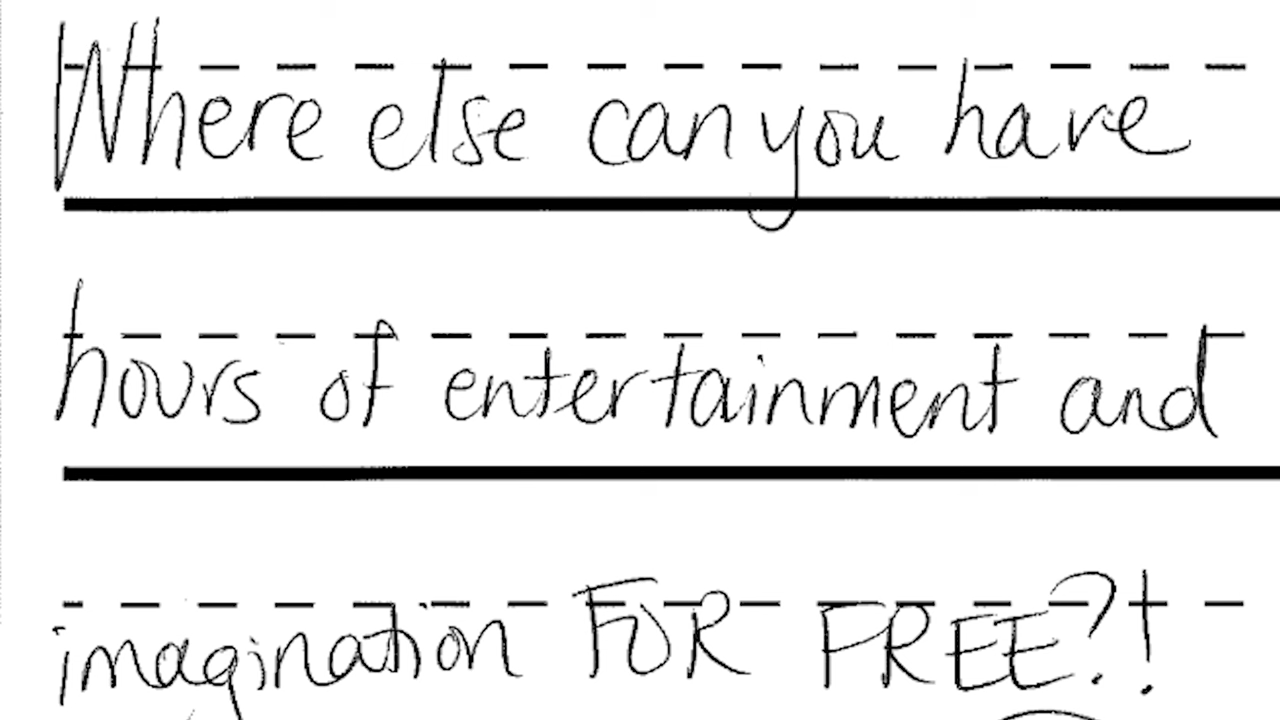 Where else can you have
hours of entertainment and
imagination FOR FREE?!